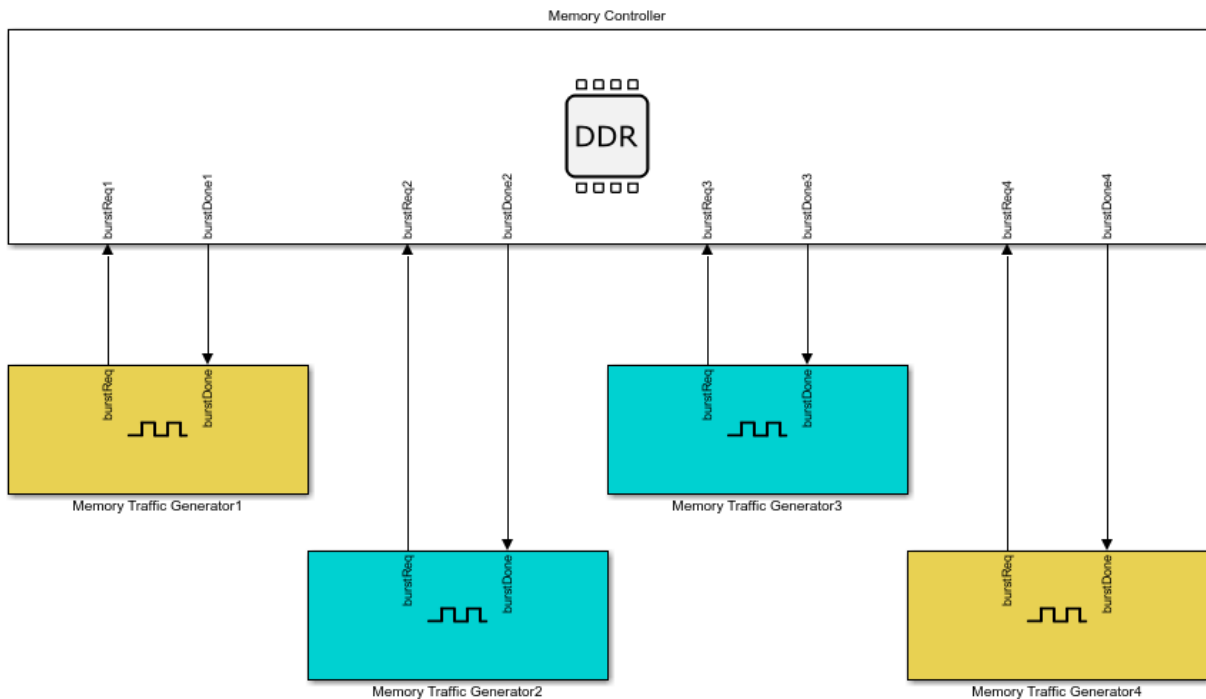 Memory Controller
DDR
burstReq1
burstDone1
burstReq2
burstDone2
burstReq3
burstDone3
burstReq4
burstDone4
burstReq
burstDone
Memory Traffic Generator1
burstReq
burstDone
Memory Traffic Generator3
burstReq
burstDone
Memory Traffic Generator2
burstReq
burstDone
Memory Traffic Generator4